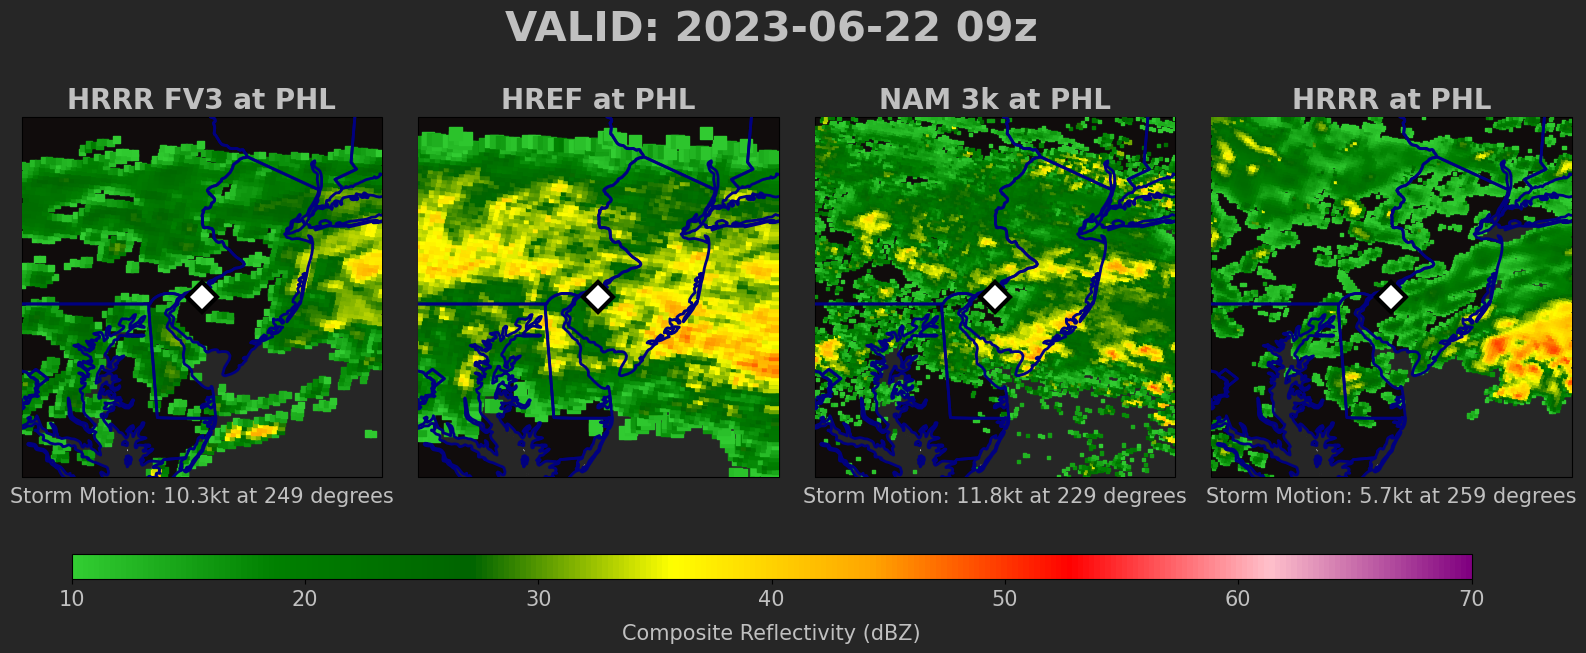 VALID: 2023-06-22 09z
HRRR FV3 at PHL
HREF at PHL
NAM 3k at PHL
HRRR at PHL
Storm Motion: 10.3kt at 249 degrees
Storm Motion: 11.8kt at 229 degrees
Storm Motion: 5.7kt at 259 degrees
10 20 30 40 50 60 70
Composite Reflectivity (dBZ)